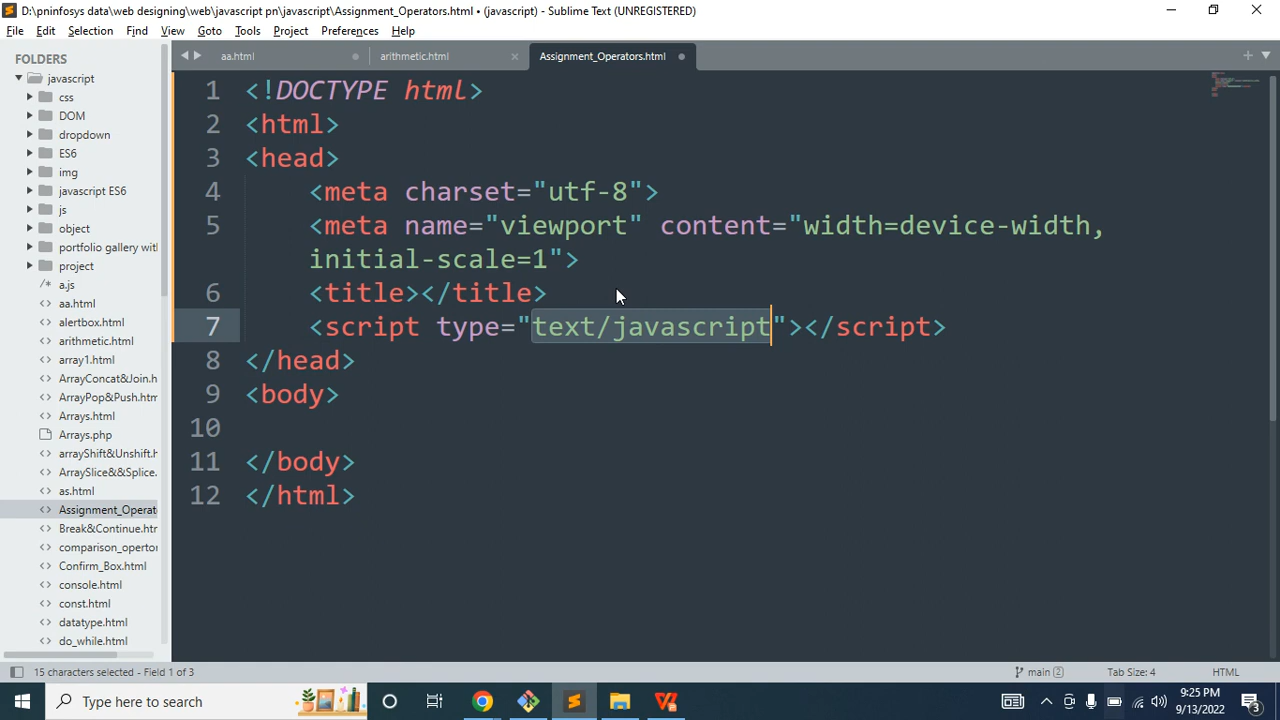 D:\pninfosys data\web designing\web\javascript pn\javascript\Assignment_Operators.html • (javascript) - Sublime Text (UNREGISTERED)
File Edit Selection Find View Goto Tools Project Preferences Help
FOLDERS
javascript
css
DOM
dropdown
ES6
img
javascript ES6
js
object
portfolio gallery wit
project
/* a.js
<> aa.html
<> alertbox.html
<> arithmetic.html
<> array1.html
<> ArrayConcat&Join.h
<> ArrayPop&Push.htm
<> Arrays.html
Arrays.php
<> arrayShift&Unshift.h
<> ArraySlice&&Splice.
<> as.html
<> Assignment_Operat
<> Break&Continue.htr
<> comparison_opertor
<> Confirm_Box.html
<> console.html
<> const.html
<> datatype.html
<> do_while.html
aa.html arithmetic.html Assignment_Operators.html
1 <!DOCTYPE html>
2 <html>
3 <head>
4 <meta charset="utf-8">
5 <meta name="viewport" content="width=device-width,
initial-scale=1">
6 <title></title>
7 <script type="text/javascript"></script>
8 </head>
9 <body>
10
11 </body>
12 </html>
15 characters selected - Field 1 of 3
main 2
Tab Size: 4
HTML
Type here to search
9:25 PM
9/13/2022
3